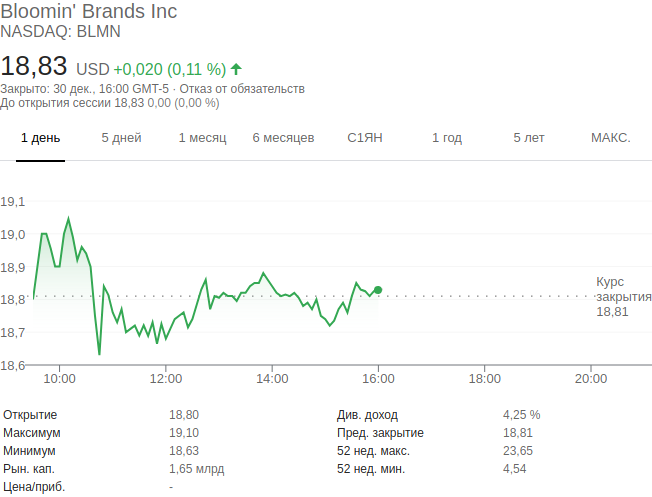 Bloomin' Brands Inc
NASDAQ: BLMN
18,83 USD +0,020 (0,11 %)
Закрыто: 30 дек., 16:00 GMT-5 · Отказ от обязательств
До открытия сессии 18,83 0,00 (0,00 %)
1 день 5 дней 1 месяц 6 месяцев С1ЯН 1 год 5 лет МАКС.
19,1
19,0
18,9
Курс
18,8 закрытия
18,81
18,7
18,6
10:00 12:00 14:00 16:00 18:00 20:00
Открытие 18,80 Див. доход 4,25 %
Максимум 19,10 Пред. закрытие 18,81
Минимум 18,63 52 нед. макс. 23,65
Рын. кап. 1,65 млрд 52 нед. мин. 4,54
Цена/приб. -